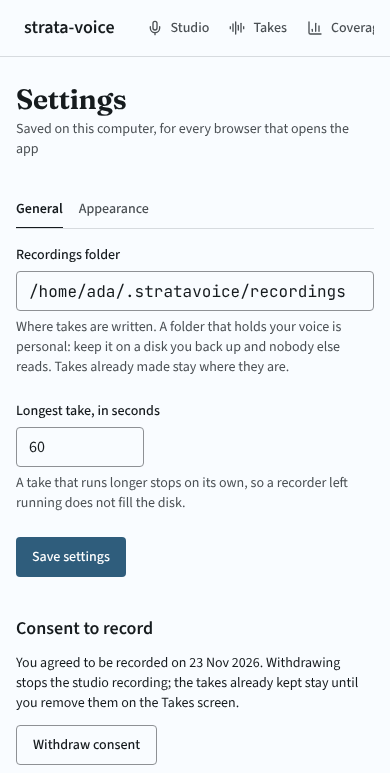 strata-voice Studio Takes
Settings
Saved on this computer, for every browser that opens the
app
General Appearance
Recordings folder
/home/ada/.stratavoice/recordings
Where takes are written. A folder that holds your voice is
personal: keep it on a disk you back up and nobody else
reads. Takes already made stay where they are.
Longest take, in seconds
60
A take that runs longer stops on its own, so a recorder left
running does not fill the disk.
Save settings
Consent to record
You agreed to be recorded on 23 Nov 2026. Withdrawing
stops the studio recording; the takes already kept stay until
you remove them on the Takes screen.
Withdraw consent